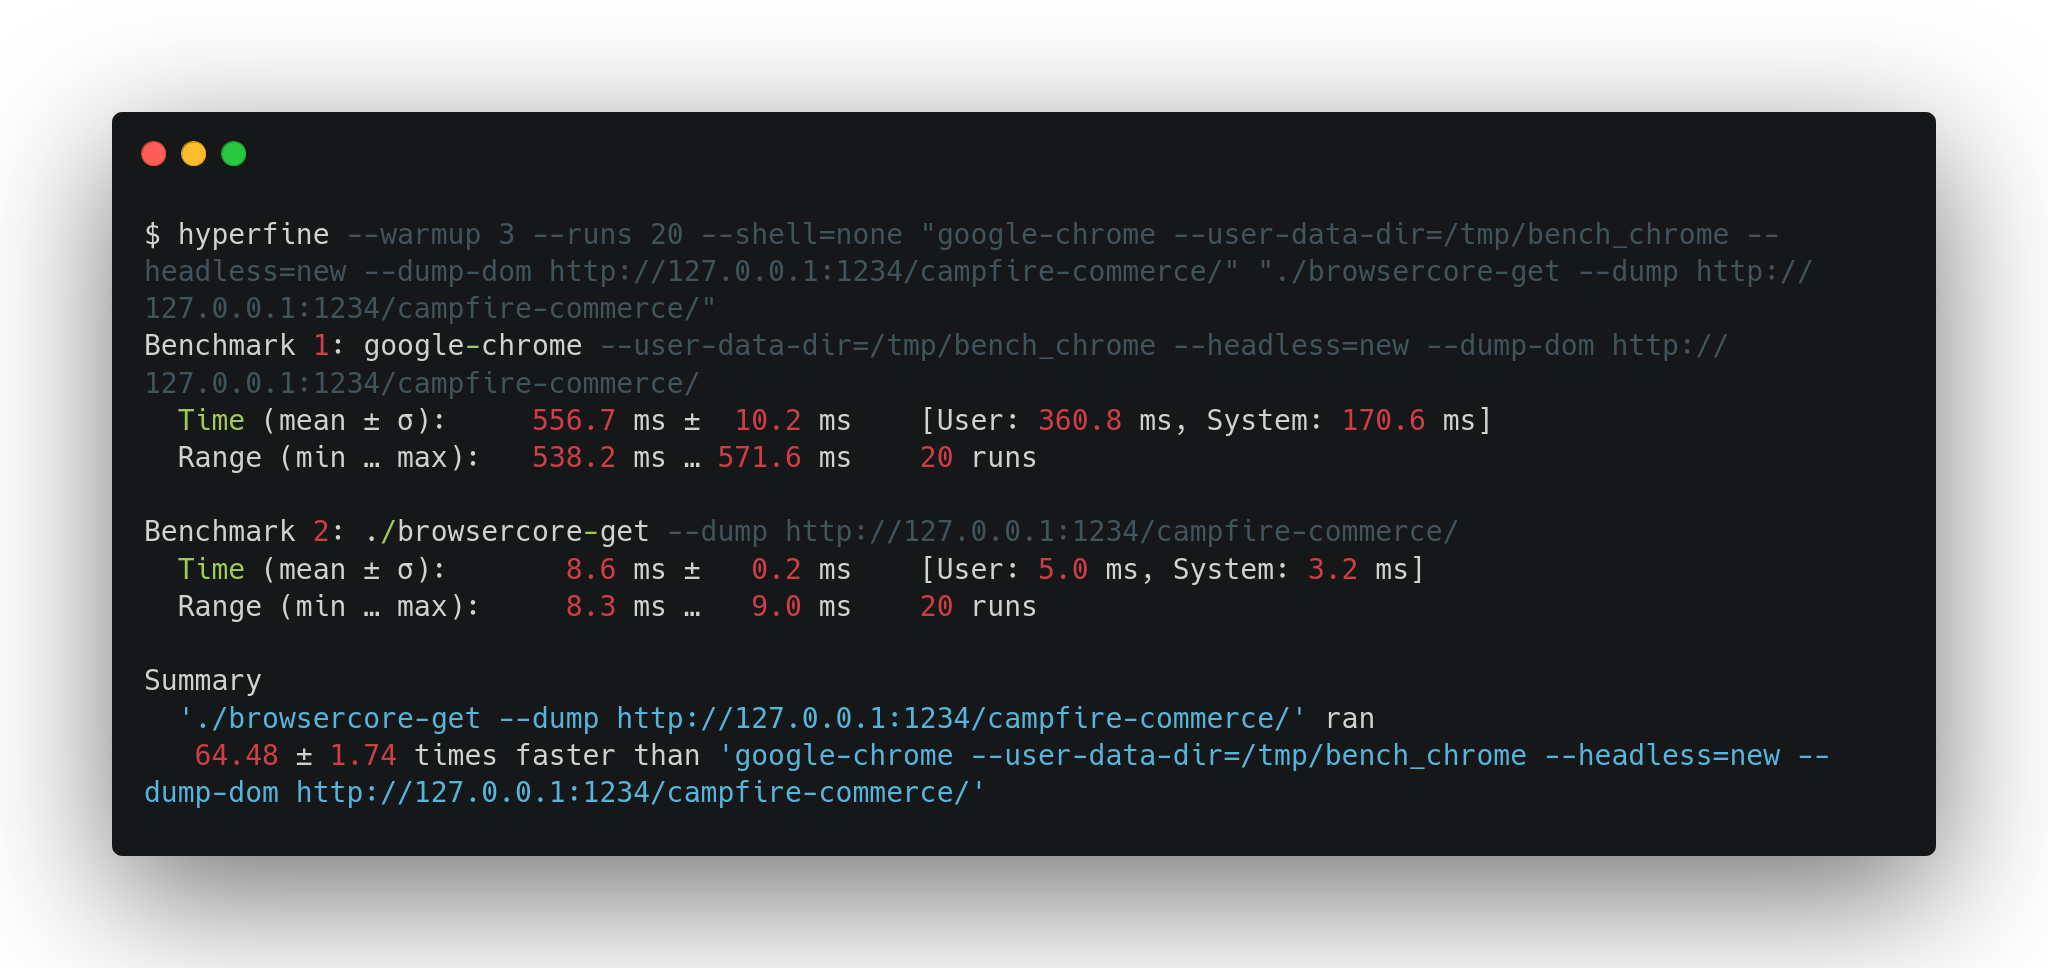 $ hyperfine --warmup 3 --runs 20 --shell=none "google-chrome --user-data-dir=/tmp/bench_chrome --
headless=new --dump-dom http://127.0.0.1:1234/campfire-commerce/" "./browsercore-get --dump http://
127.0.0.1:1234/campfire-commerce/"
Benchmark 1: google-chrome --user-data-dir=/tmp/bench_chrome --headless=new --dump-dom http://
127.0.0.1:1234/campfire-commerce/
  Time (mean ± σ):     556.7 ms ±  10.2 ms    [User: 360.8 ms, System: 170.6 ms]
  Range (min … max):   538.2 ms … 571.6 ms    20 runs

Benchmark 2: ./browsercore-get --dump http://127.0.0.1:1234/campfire-commerce/
  Time (mean ± σ):       8.6 ms ±   0.2 ms    [User: 5.0 ms, System: 3.2 ms]
  Range (min … max):     8.3 ms …   9.0 ms    20 runs

Summary
  './browsercore-get --dump http://127.0.0.1:1234/campfire-commerce/' ran
   64.48 ± 1.74 times faster than 'google-chrome --user-data-dir=/tmp/bench_chrome --headless=new --
dump-dom http://127.0.0.1:1234/campfire-commerce/'